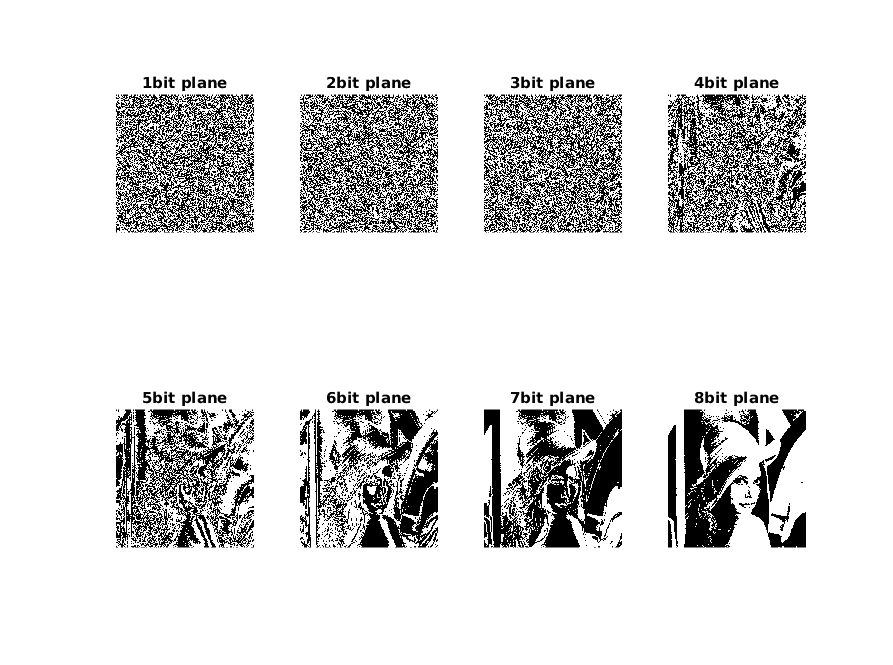 1bit plane
2bit plane
3bit plane
4bit plane
5bit plane
6bit plane
7bit plane
8bit plane